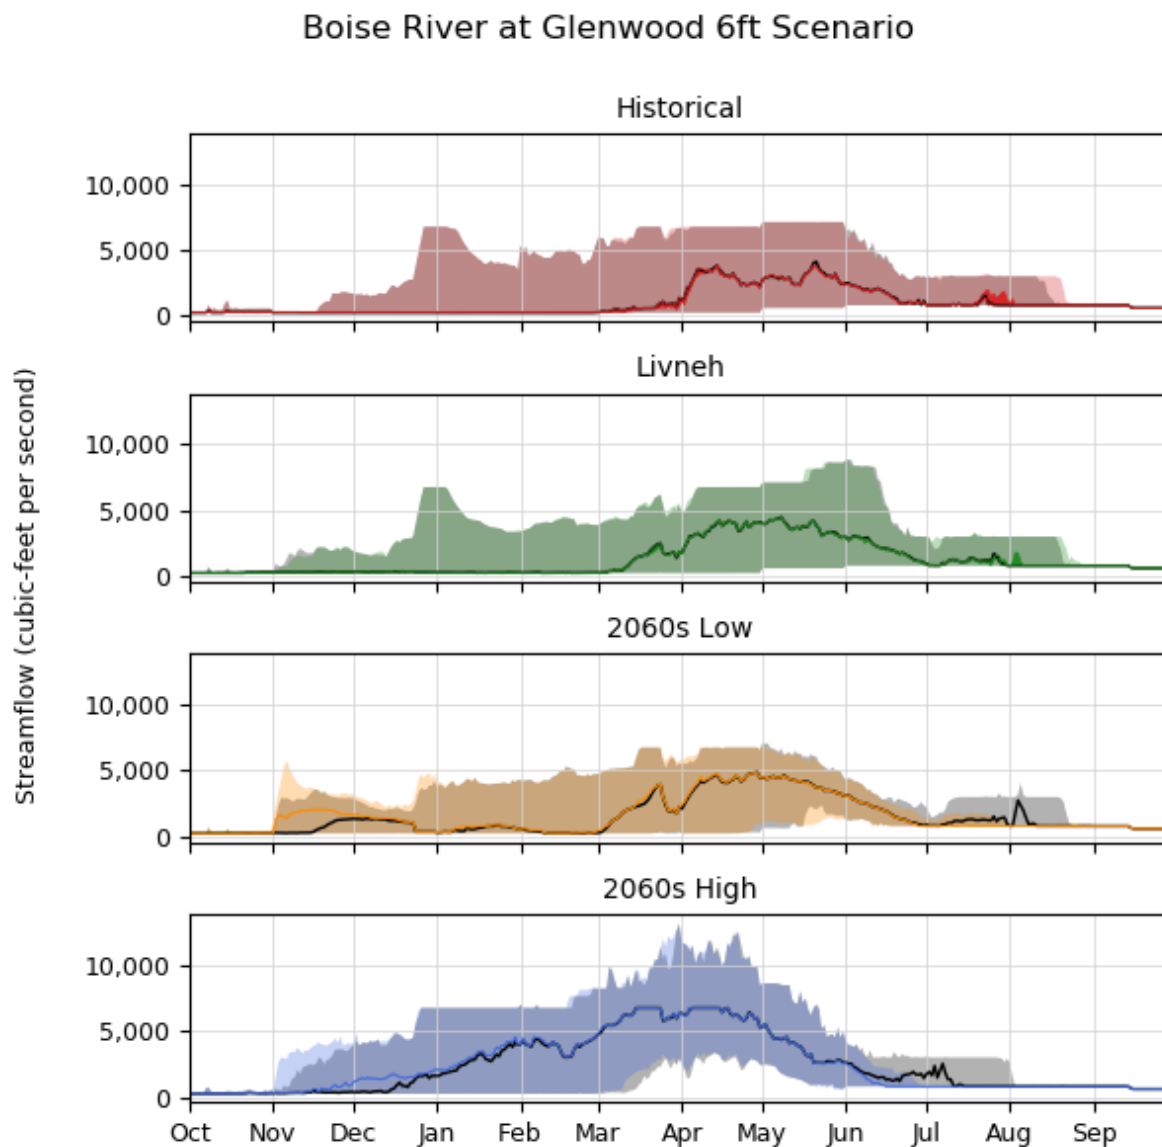 Boise River at Glenwood 6ft Scenario
Historical
10,000
5,000
0
Livneh
10,000
5,000
0
Streamflow (cubic-feet per second)
2060s Low
10,000
5,000
0
2060s High
10,000
5,000
0
Oct Nov Dec Jan Feb Mar Apr May Jun Jul Aug Sep